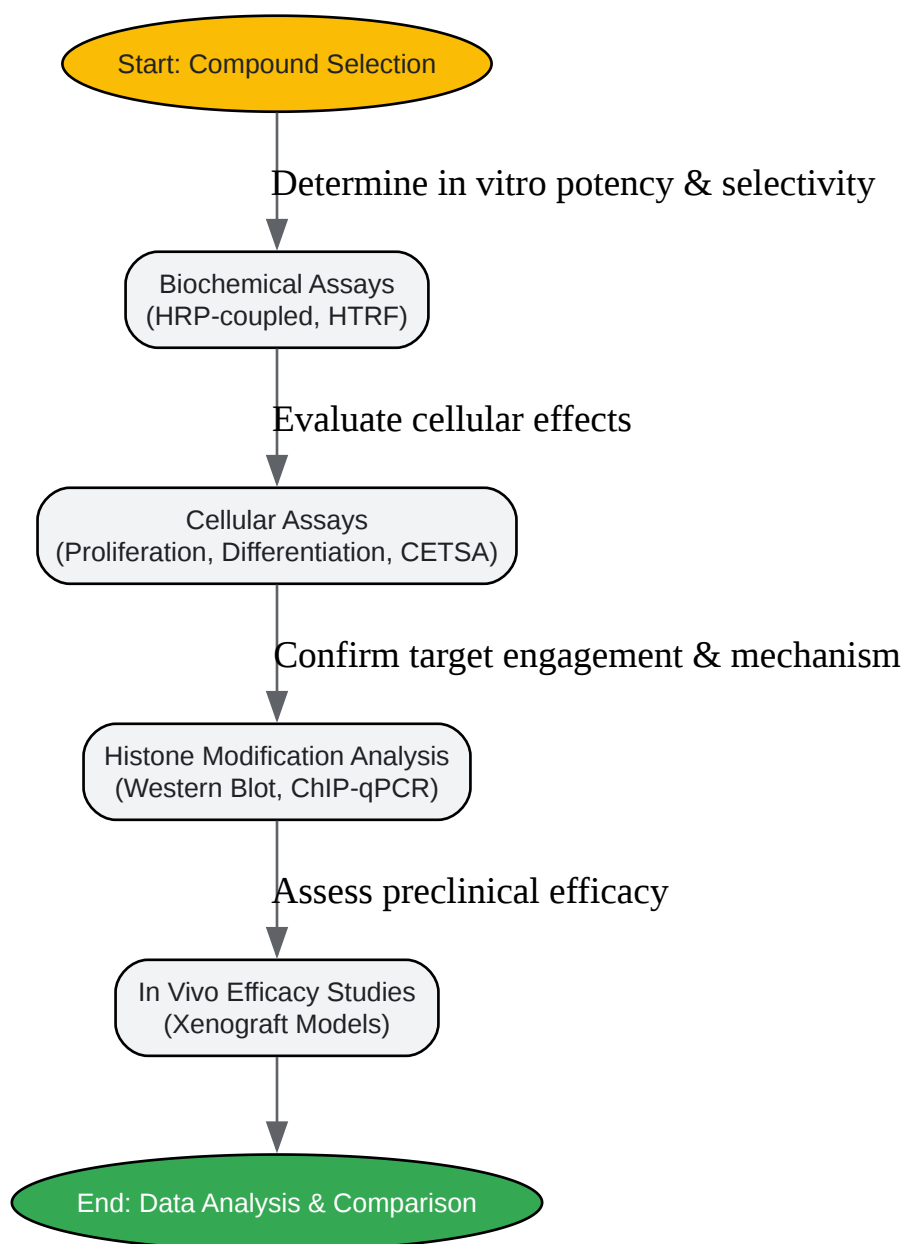 Start: Compound Selection
Determine in vitro potency & selectivity
Biochemical Assays
(HRP-coupled, HTRF)
Evaluate cellular effects
Cellular Assays
(Proliferation, Differentiation, CETSA)
Confirm target engagement & mechanism
Histone Modification Analysis
(Western Blot, ChIP-qPCR)
Assess preclinical efficacy
In Vivo Efficacy Studies
(Xenograft Models)
End: Data Analysis & Comparison